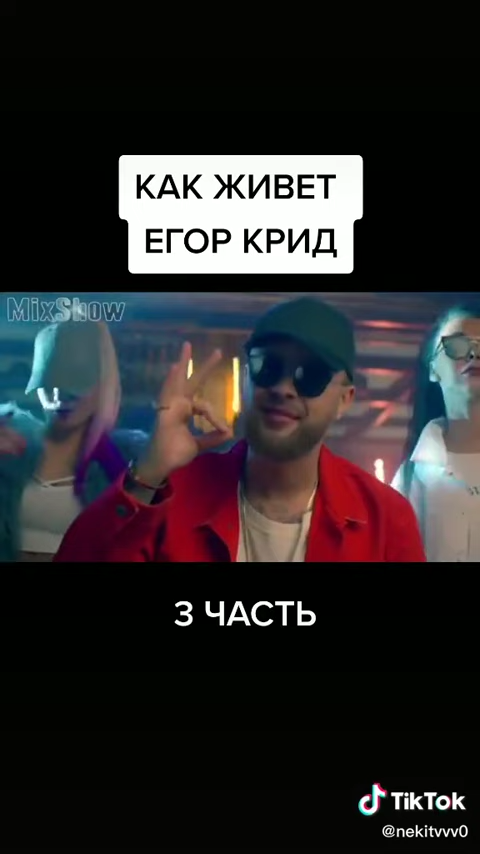 КАК ЖИВЕТ
ЕГОР КРИД
MixShow
3 ЧАСТЬ
TikTok
@nekitvvv0